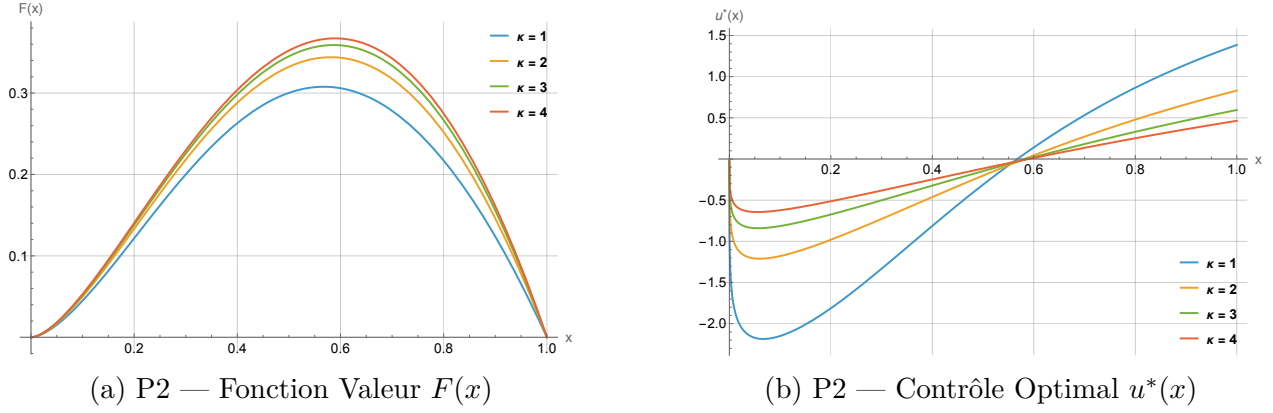 F(x)
κ = 1
κ = 2
κ = 3
κ = 4
0.3
0.2
0.1
0.2 0.4 0.6 0.8 1.0 x
(a) P2 — Fonction Valeur F(x)
u*(x)
1.5
1.0
0.5
0.2 0.4 0.6 0.8 1.0 x
−0.5
−1.0
−1.5
−2.0
κ = 1
κ = 2
κ = 3
κ = 4
(b) P2 — Contrôle Optimal u*(x)